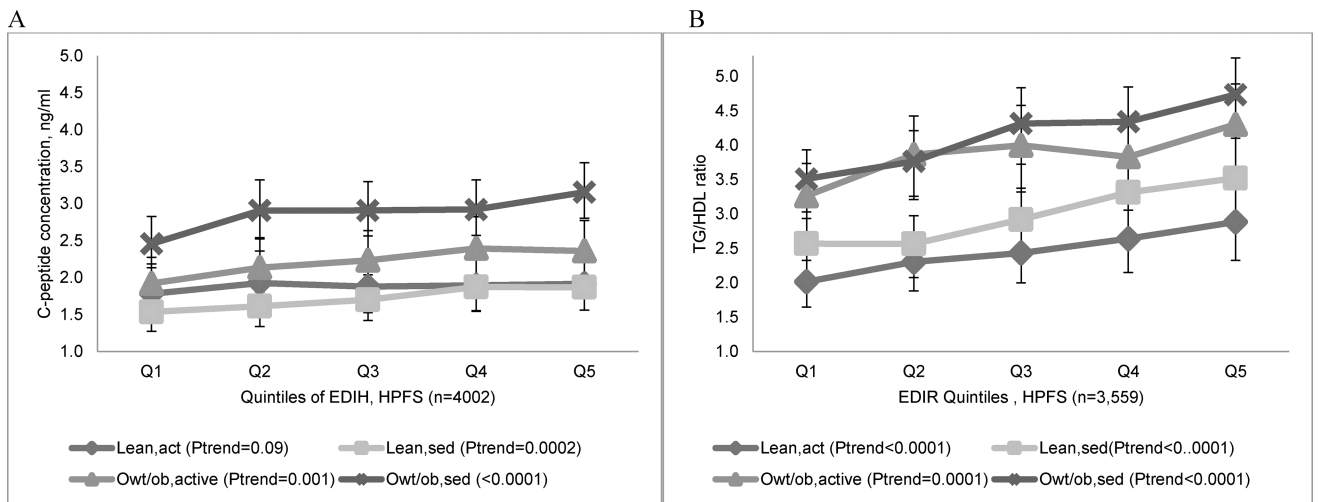 A
B
5.0
4.5
4.0
3.5
3.0
2.5
2.0
1.5
1.0
C-peptide concentration, ng/ml
Q1 Q2 Q3 Q4 Q5
Quintiles of EDIH, HPFS (n=4002)
Lean,act (Ptrend=0.09) Lean,sed (Ptrend=0.0002)
Owt/ob,active (Ptrend=0.001) Owt/ob,sed (<0.0001)
5.0
4.5
4.0
3.5
3.0
2.5
2.0
1.5
1.0
TG/HDL ratio
Q1 Q2 Q3 Q4 Q5
EDIR Quintiles , HPFS (n=3,559)
Lean,act (Ptrend<0.0001) Lean,sed(Ptrend<0..0001)
Owt/ob,active (Ptrend=0.0001) Owt/ob,sed (Ptrend<0.0001)